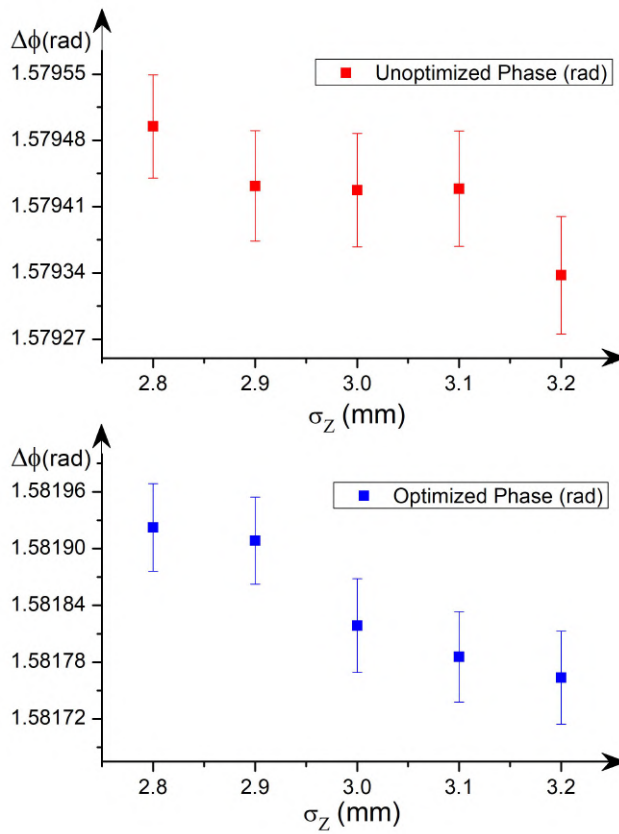 Δϕ(rad)
Unoptimized Phase (rad)
1.57955
1.57948
1.57941
1.57934
1.57927
2.8 2.9 3.0 3.1 3.2
σ_Z (mm)
Δϕ(rad)
Optimized Phase (rad)
1.58196
1.58190
1.58184
1.58178
1.58172
2.8 2.9 3.0 3.1 3.2
σ_Z (mm)